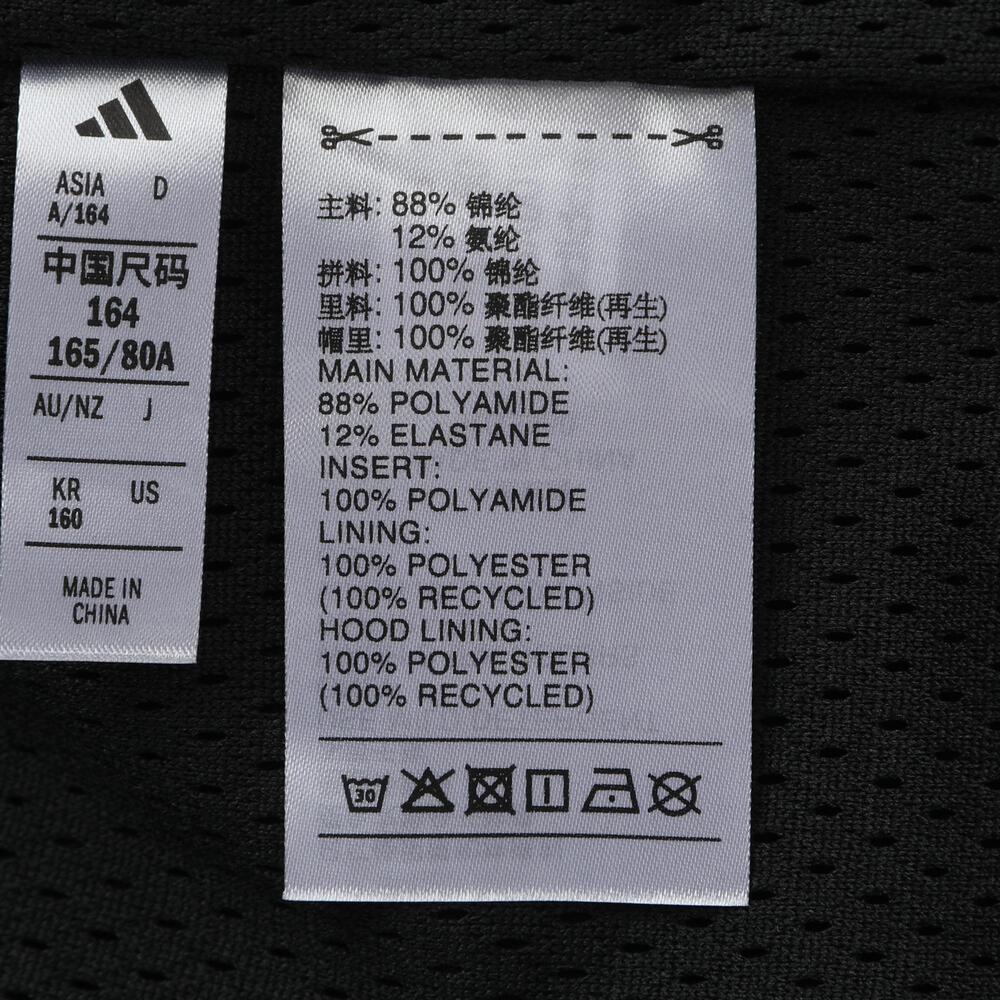 ASIA D
A/164
中国尺码
164
165/80A
AU/NZ J
KR US
160
MADE IN
CHINA
主料: 88% 锦纶
12% 氨纶
拼料: 100% 锦纶
里料: 100% 聚酯纤维(再生)
帽里: 100% 聚酯纤维(再生)
MAIN MATERIAL:
88% POLYAMIDE
12% ELASTANE
INSERT:
100% POLYAMIDE
LINING:
100% POLYESTER
(100% RECYCLED)
HOOD LINING:
100% POLYESTER
(100% RECYCLED)
30